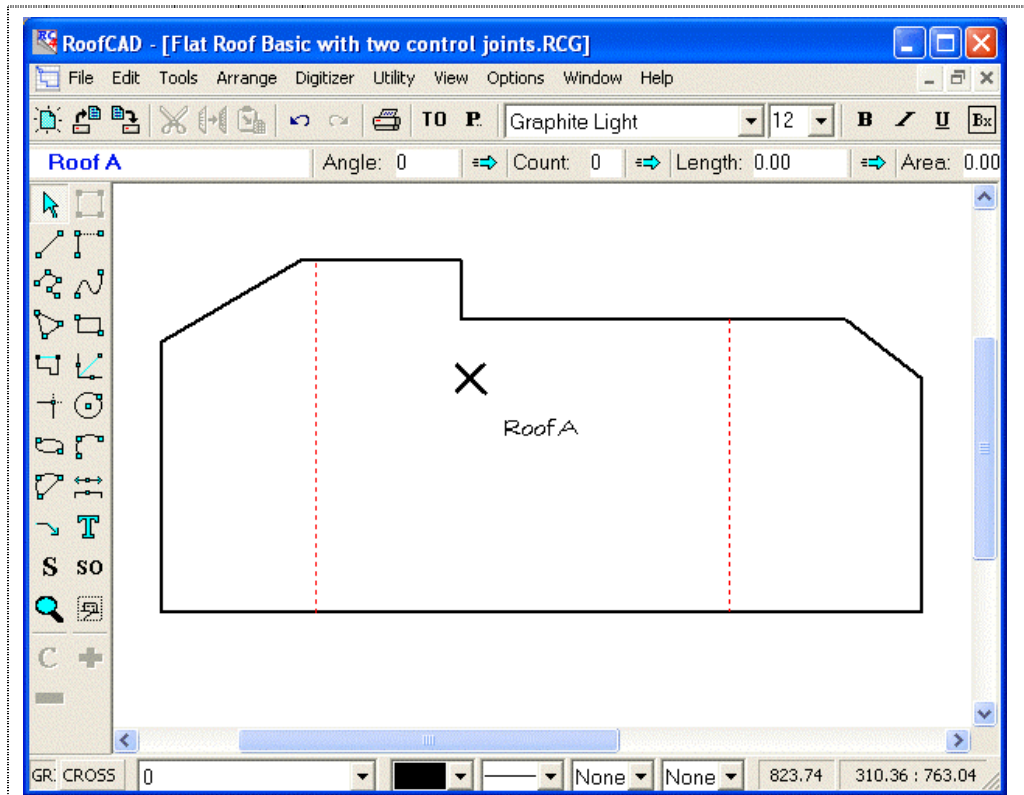 RoofCAD - [Flat Roof Basic with two control joints.RCG]
File Edit Tools Arrange Digitizer Utility View Options Window Help
TO P.. Graphite Light 12 B I U Bx
Roof A Angle: 0 Count: 0 Length: 0.00 Area: 0.00
Roof A
T
S SO
C
GR: CROSS 0 None None 823.74 310.36 : 763.04